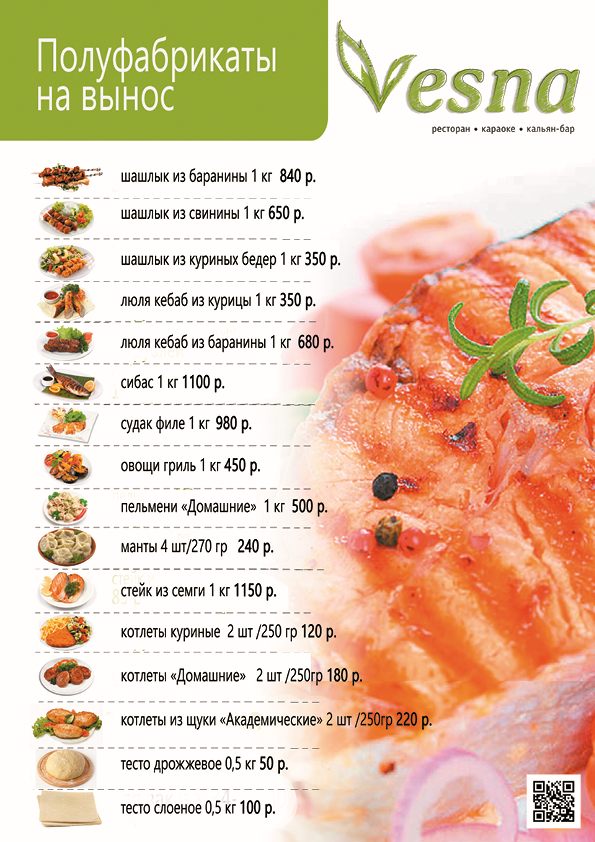 Полуфабрикаты
на вынос
Vesna
ресторан • караоке • кальян-бар
шашлык из баранины 1 кг 840 р.
шашлык из свинины 1 кг 650 р.
шашлык из куриных бедер 1 кг 350 р.
люля кебаб из курицы 1 кг 350 р.
люля кебаб из баранины 1 кг 680 р.
сибас 1 кг 1100 р.
судак филе 1 кг 980 р.
овощи гриль 1 кг 450 р.
пельмени «Домашние» 1 кг 500 р.
манты 4 шт/270 гр 240 р.
стейк из семги 1 кг 1150 р.
котлеты куриные 2 шт /250 гр 120 р.
котлеты «Домашние» 2 шт /250гр 180 р.
котлеты из щуки «Академические» 2 шт /250гр 220 р.
тесто дрожжевое 0,5 кг 50 р.
тесто слоеное 0,5 кг 100 р.